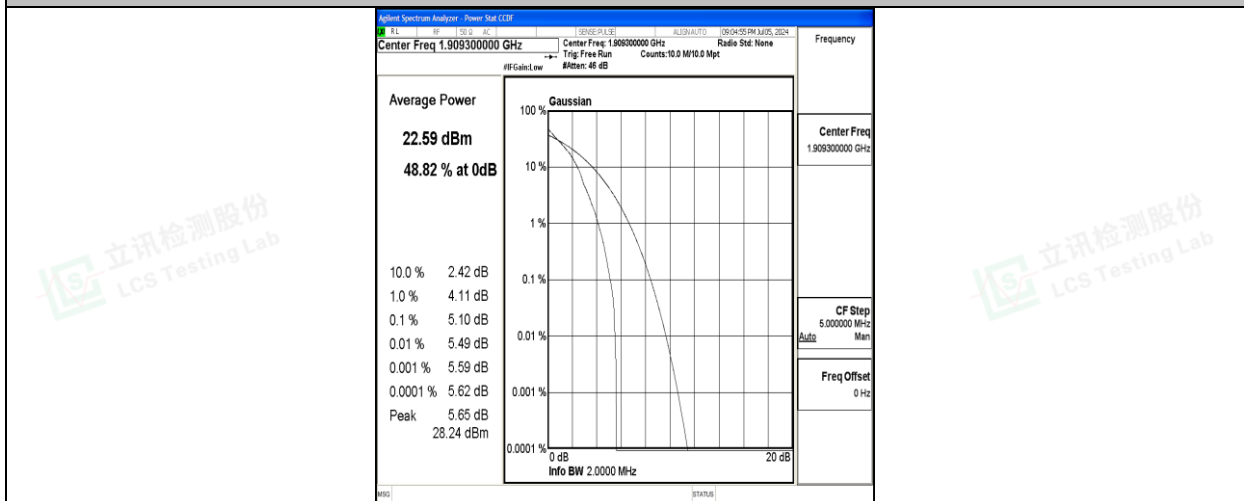 Agilent Spectrum Analyzer - Power Stat CCDF
RL RF 50 Ω AC SENSE:PULSE ALIGNAUTO 09:04:55 PM Jul 05, 2024
Center Freq 1.909300000 GHz
Center Freq: 1.909300000 GHz Radio Std: None
Trig: Free Run Counts:10.0 M/10.0 Mpt
#IFGain:Low #Atten: 46 dB
Frequency
Average Power
22.59 dBm
48.82 % at 0dB
10.0 % 2.42 dB
1.0 % 4.11 dB
0.1 % 5.10 dB
0.01 % 5.49 dB
0.001 % 5.59 dB
0.0001 % 5.62 dB
Peak 5.65 dB
28.24 dBm
Gaussian
100 %
10 %
1 %
0.1 %
0.01 %
0.001 %
0.0001 %
0 dB 20 dB
Info BW 2.0000 MHz
Center Freq
1.909300000 GHz
CF Step
5.000000 MHz
Auto Man
Freq Offset
0 Hz
MSG STATUS
立讯检测股份
LCS Testing Lab
立讯检测股份
LCS Testing Lab